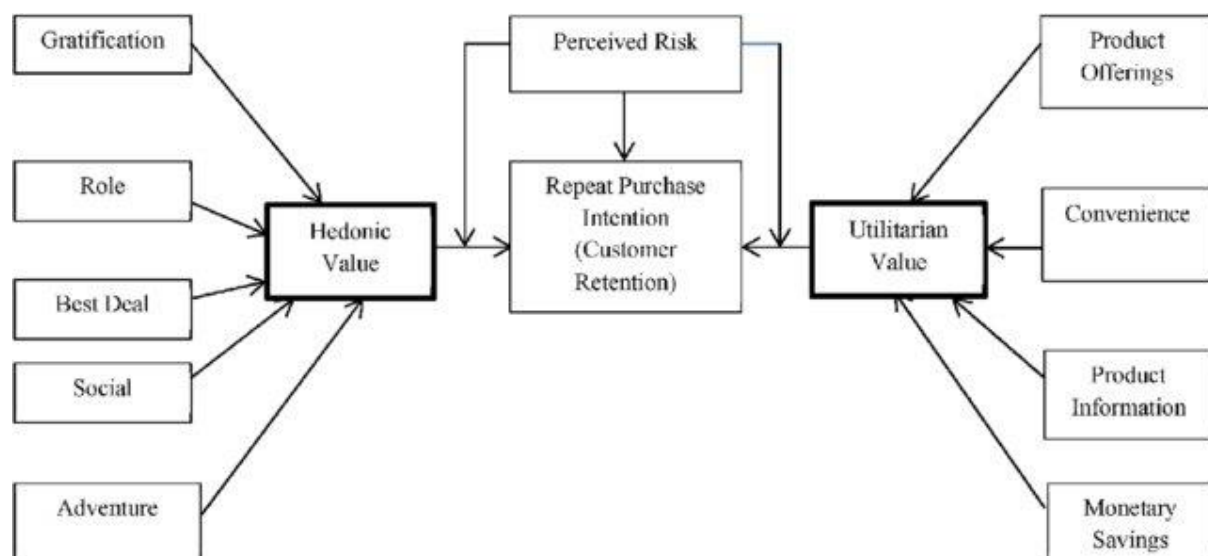 Gratification
Perceived Risk
Product
Offerings
Role
Repeat Purchase
Intention
(Customer
Retention)
Convenience
Hedonic
Value
Utilitarian
Value
Best Deal
Social
Product
Information
Adventure
Monetary
Savings